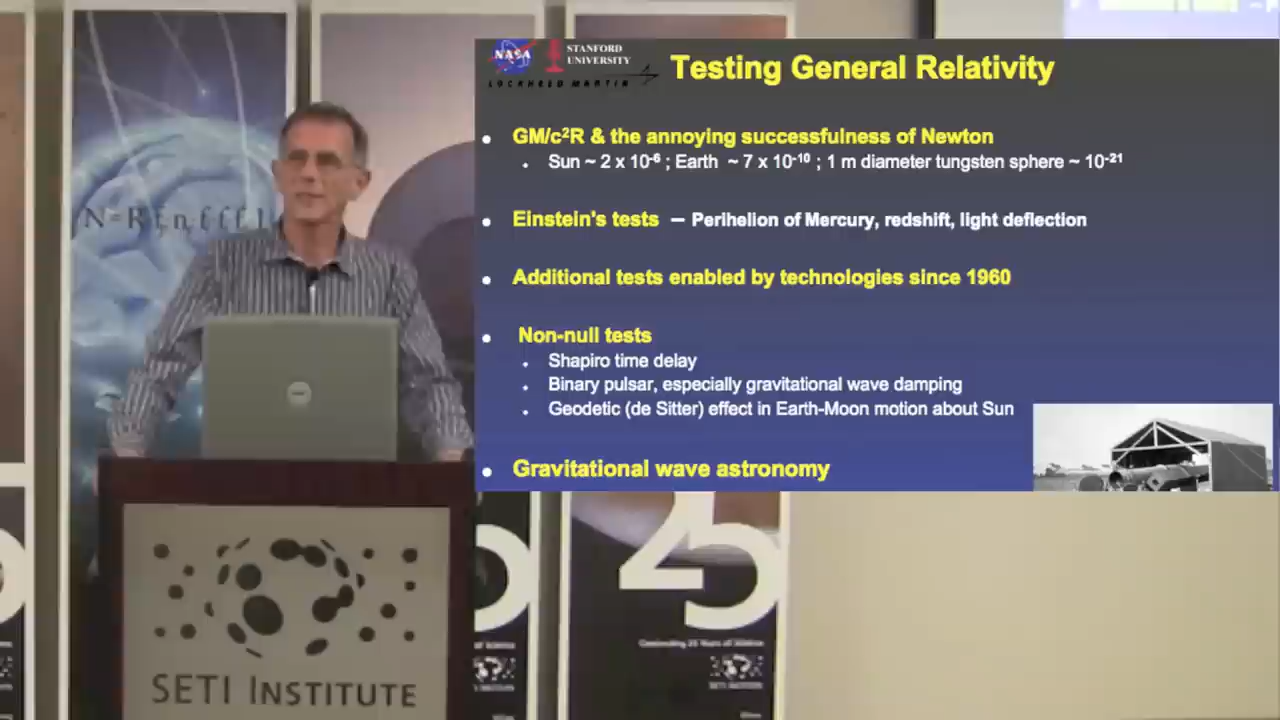 NASA
STANFORD
UNIVERSITY
LOCKHEED MARTIN
Testing General Relativity
• GM/c²R & the annoying successfulness of Newton
• Sun ~ 2 x 10⁻⁶ ; Earth ~ 7 x 10⁻¹⁰ ; 1 m diameter tungsten sphere ~ 10⁻²¹
• Einstein's tests – Perihelion of Mercury, redshift, light deflection
• Additional tests enabled by technologies since 1960
• Non-null tests
• Shapiro time delay
• Binary pulsar, especially gravitational wave damping
• Geodetic (de Sitter) effect in Earth-Moon motion about Sun
• Gravitational wave astronomy
DELL
25
SETI INSTITUTE
SETI INSTITUTE